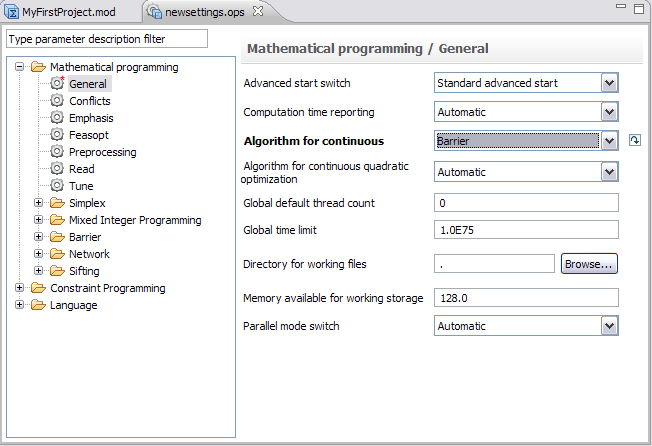 MyFirstProject.mod
newsettings.ops
Type parameter description filter
Mathematical programming
General
Conflicts
Emphasis
Feasopt
Preprocessing
Read
Tune
Simplex
Mixed Integer Programming
Barrier
Network
Sifting
Constraint Programming
Language
Mathematical programming / General
Advanced start switch
Standard advanced start
Computation time reporting
Automatic
Algorithm for continuous
Barrier
Algorithm for continuous quadratic
optimization
Automatic
Global default thread count
0
Global time limit
1.0E75
Directory for working files
.
Browse...
Memory available for working storage
128.0
Parallel mode switch
Automatic